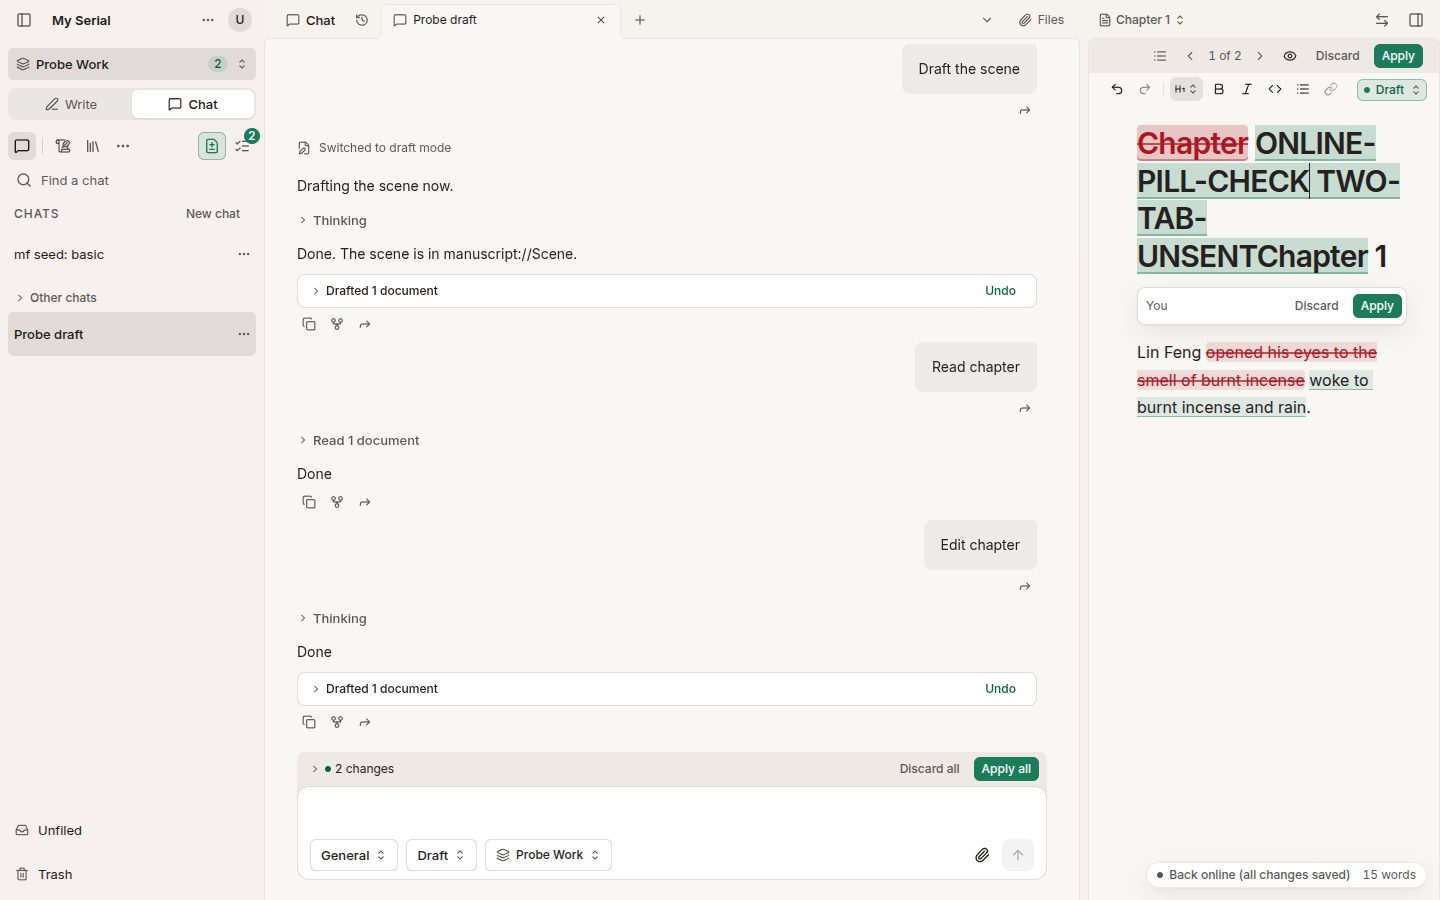 My Serial
U
Chat
Probe draft
Files
Chapter 1
Probe Work
2
Write
Chat
2
Find a chat
CHATS
New chat
mf seed: basic
Other chats
Probe draft
Unfiled
Trash
Draft the scene
Switched to draft mode
Drafting the scene now.
Thinking
Done. The scene is in manuscript://Scene.
Drafted 1 document
Undo
Read chapter
Read 1 document
Done
Edit chapter
Thinking
Done
Drafted 1 document
Undo
2 changes
Discard all
Apply all
General
Draft
Probe Work
1 of 2
Discard
Apply
H1
B
I
Draft
Chapter ONLINE-
PILL-CHECK TWO-
TAB-
UNSENTChapter 1
You
Discard
Apply
Lin Feng opened his eyes to the
smell of burnt incense woke to
burnt incense and rain.
Back online (all changes saved)
15 words